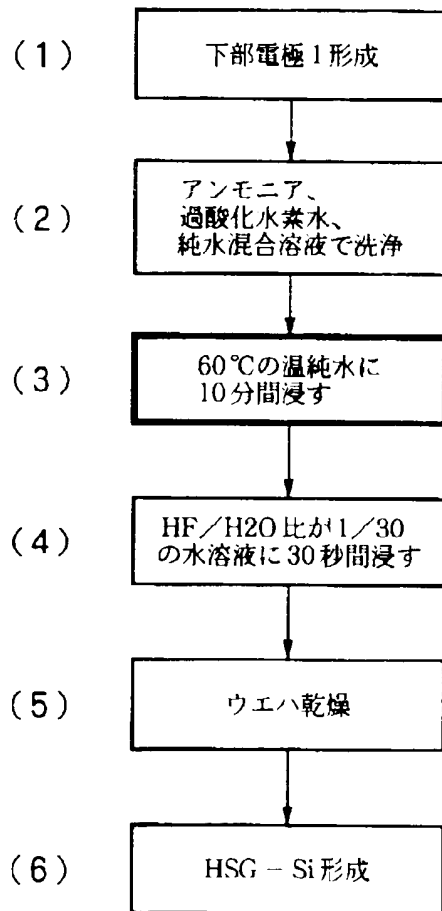 (1)
下部電極1形成
(2)
アンモニア、
過酸化水素水、
純水混合溶液で洗浄
(3)
60℃の温純水に
10分間浸す
(4)
HF/H2O比が1/30
の水溶液に30秒間浸す
(5)
ウエハ乾燥
(6)
HSG－Si形成